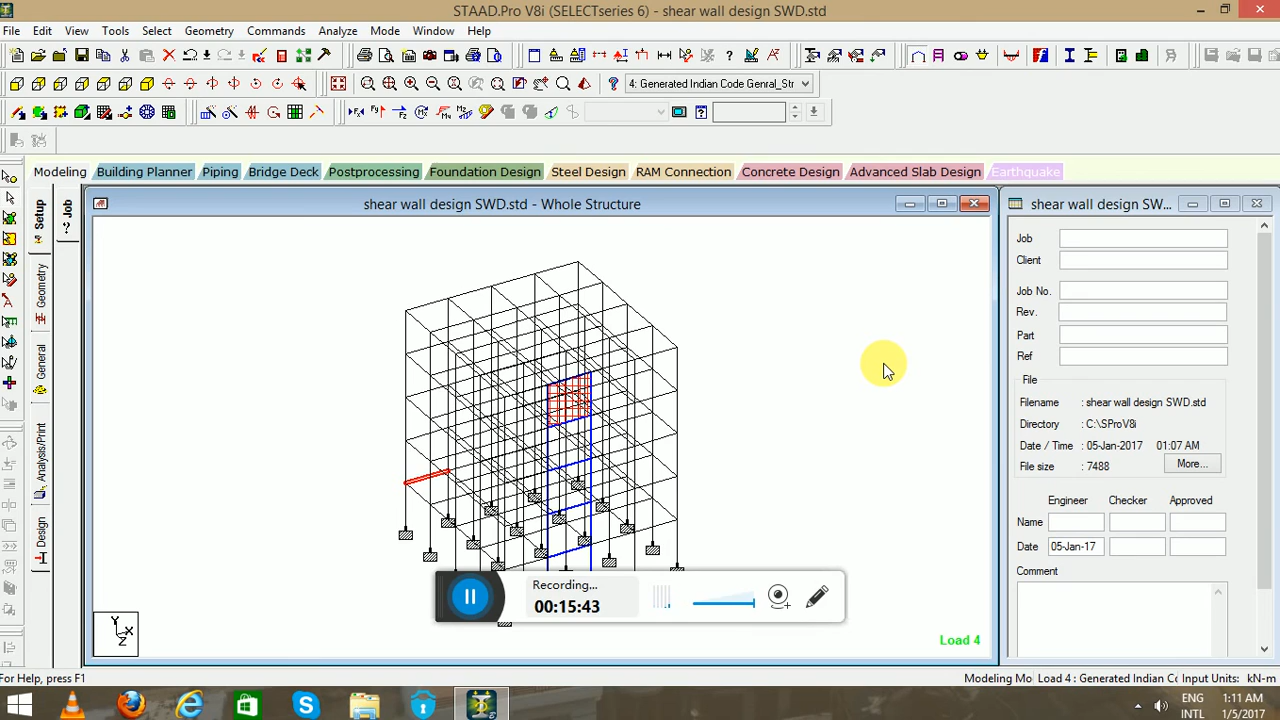 STAAD.Pro V8i (SELECTseries 6) - shear wall design SWD.std
File Edit View Tools Select Geometry Commands Analyze Mode Window Help
4: Generated Indian Code Genral_Str
Modeling Building Planner Piping Bridge Deck Postprocessing Foundation Design Steel Design RAM Connection Concrete Design Advanced Slab Design Earthquake
shear wall design SWD.std - Whole Structure
shear wall design SW...
Setup
Job
Geometry
General
Analysis/Print
Design
Job
Client
Job No.
Rev.
Part
Ref
File
Filename : shear wall design SWD.std
Directory : C:\SProV8i
Date / Time : 05-Jan-2017 01:07 AM
File size : 7488 More...
Engineer Checker Approved
Name
Date 05-Jan-17
Comment
Recording...
00:15:43
Y
X
Z
Load 4
For Help, press F1
Modeling Mo Load 4 : Generated Indian Cc Input Units: kN-m
ENG
INTL
1:11 AM
1/5/2017